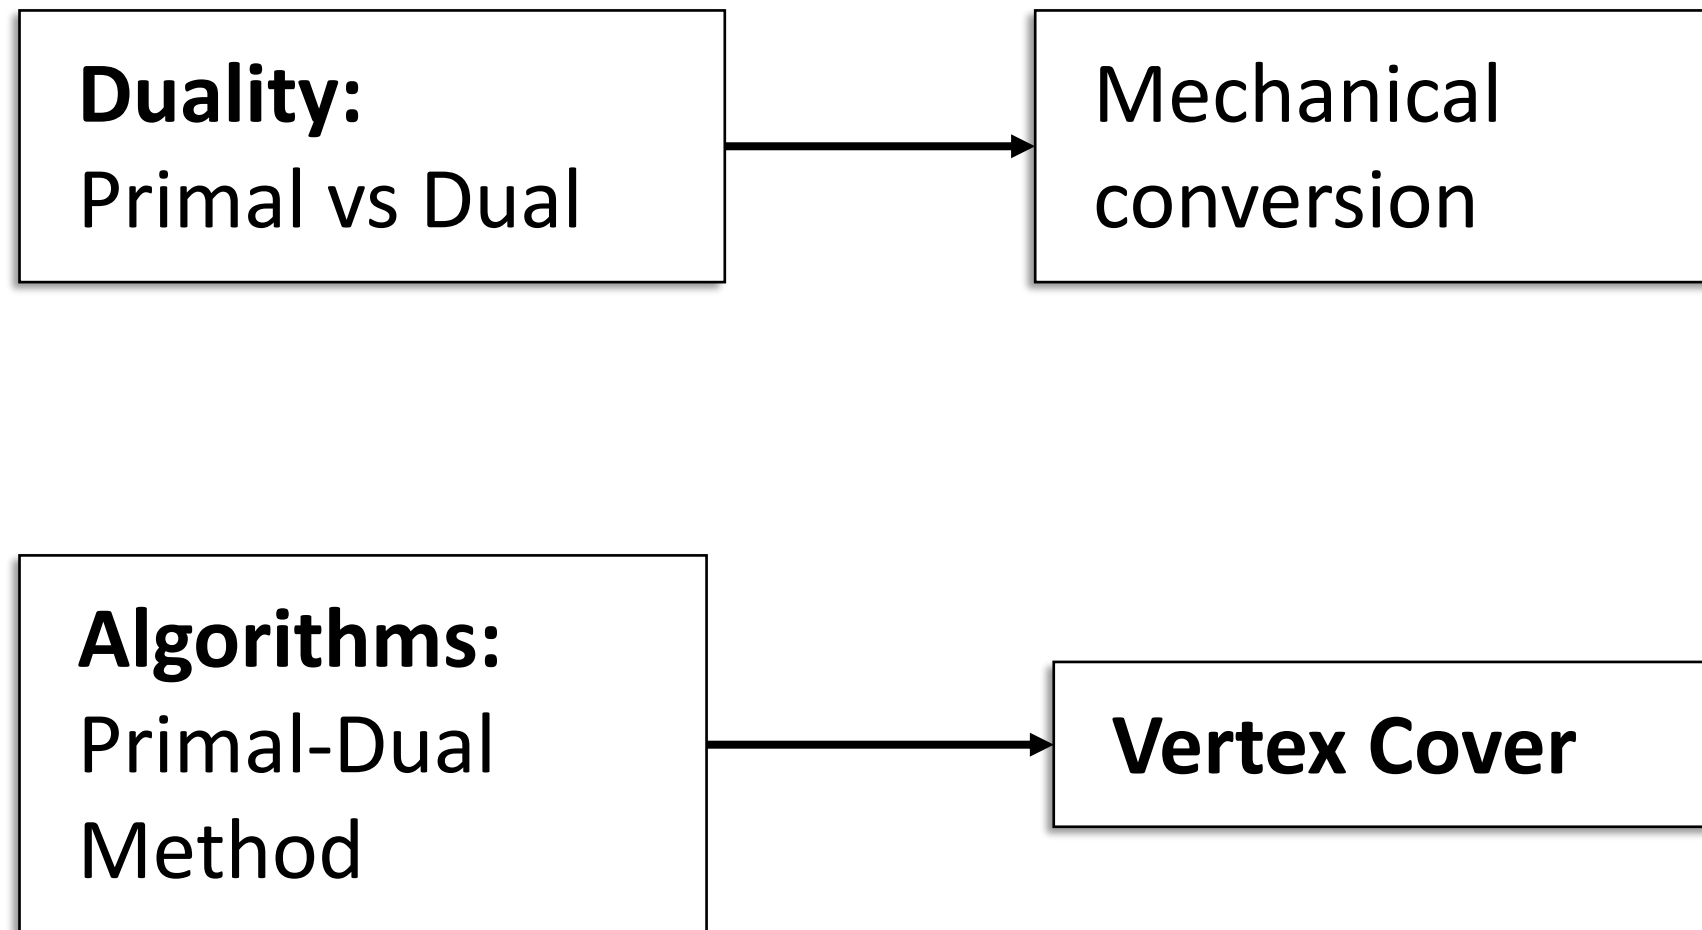 Duality:
Primal vs Dual
Mechanical
conversion
Algorithms:
Primal-Dual
Method
Vertex Cover